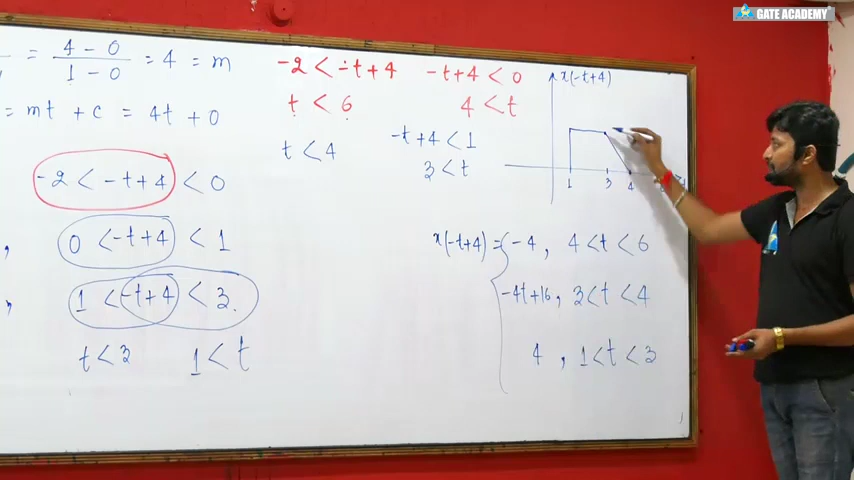 GATE ACADEMY
= 4 - 0 / 1 - 0 = 4 = m
= mt + c = 4t + 0
-2 < -t+4 < 0
, 0 < -t+4 < 1
, 1 < -t+4 < 3.
t < 3 1 < t
-2 < -t+4 -t+4 < 0
t < 6 4 < t
t < 4 -t+4 < 1
3 < t
x(-t+4)
1 3 4
x(-t+4) = { -4, 4 < t < 6
-4t+16, 3 < t < 4
4, 1 < t < 3